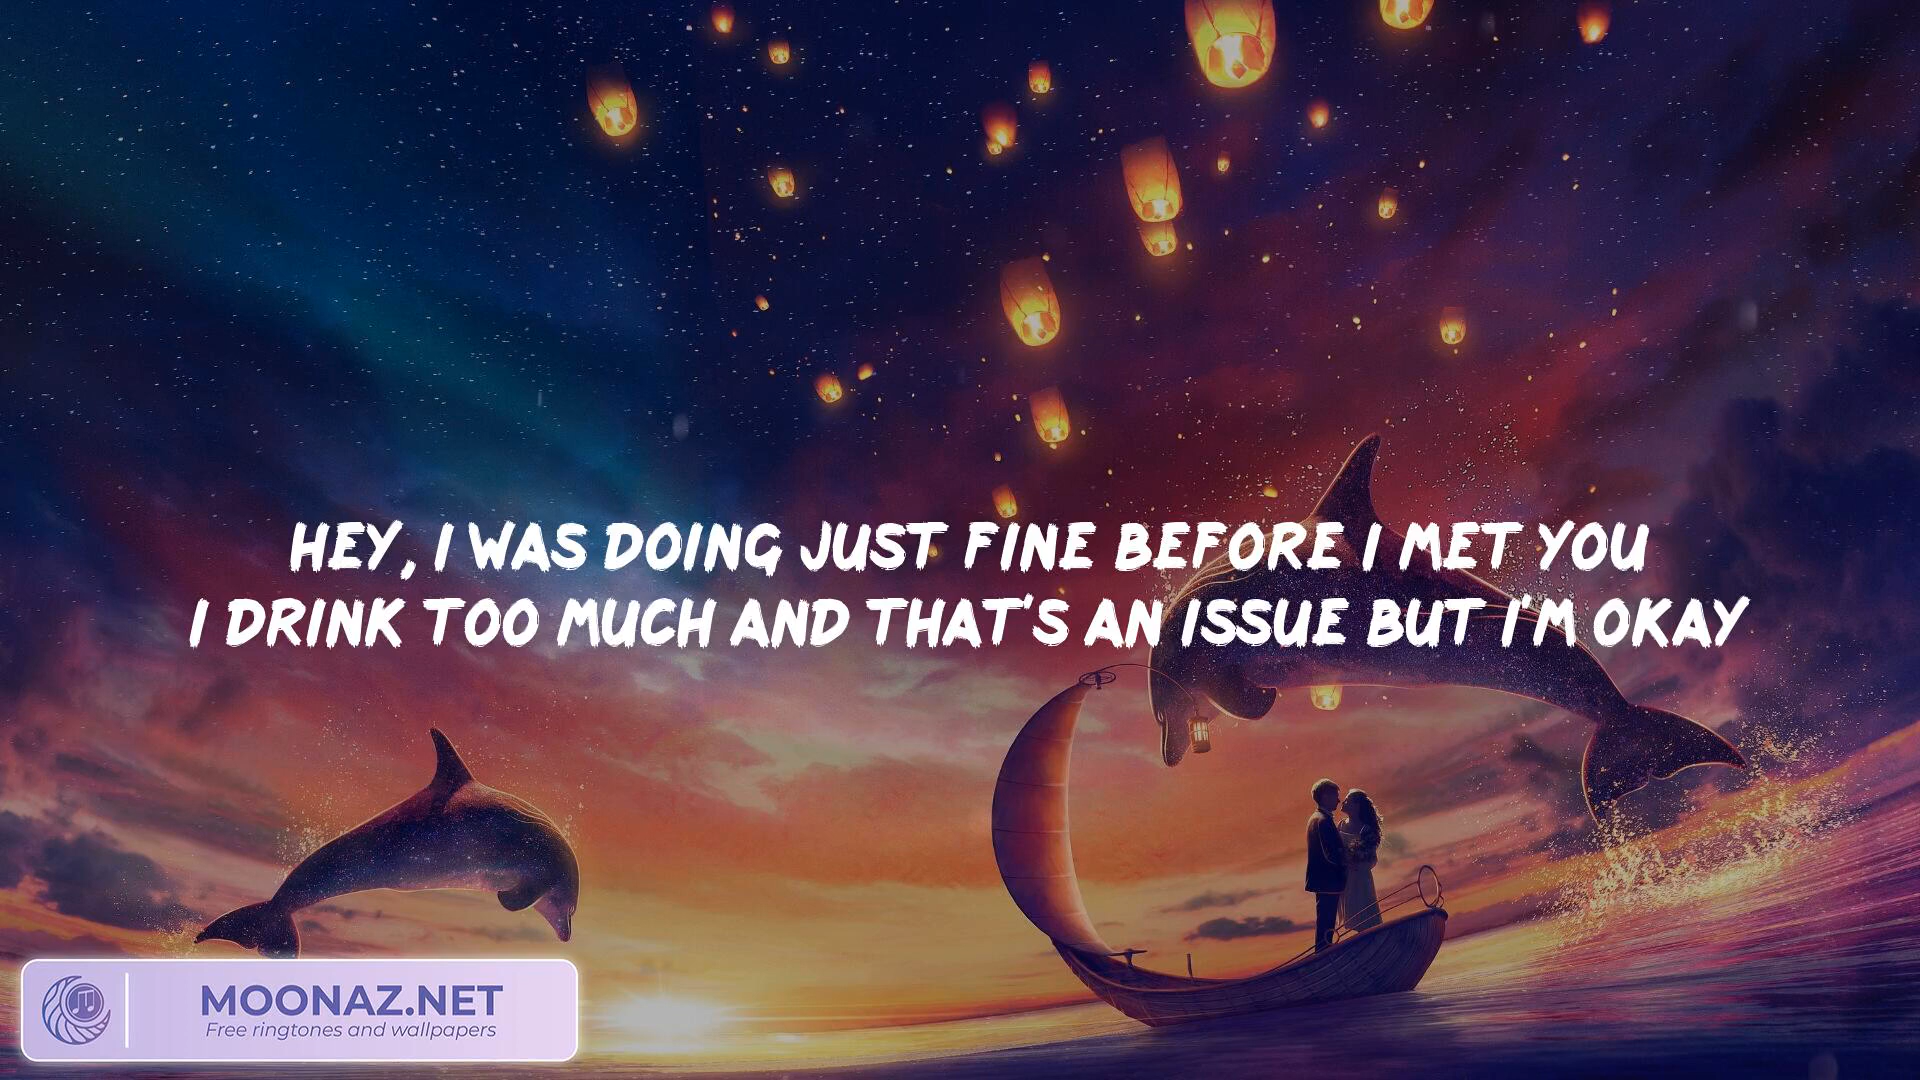 HEY, I WAS DOING JUST FINE BEFORE I MET YOU
I DRINK TOO MUCH AND THAT'S AN ISSUE BUT I'M OKAY
MOONAZ.NET
Free ringtones and wallpapers